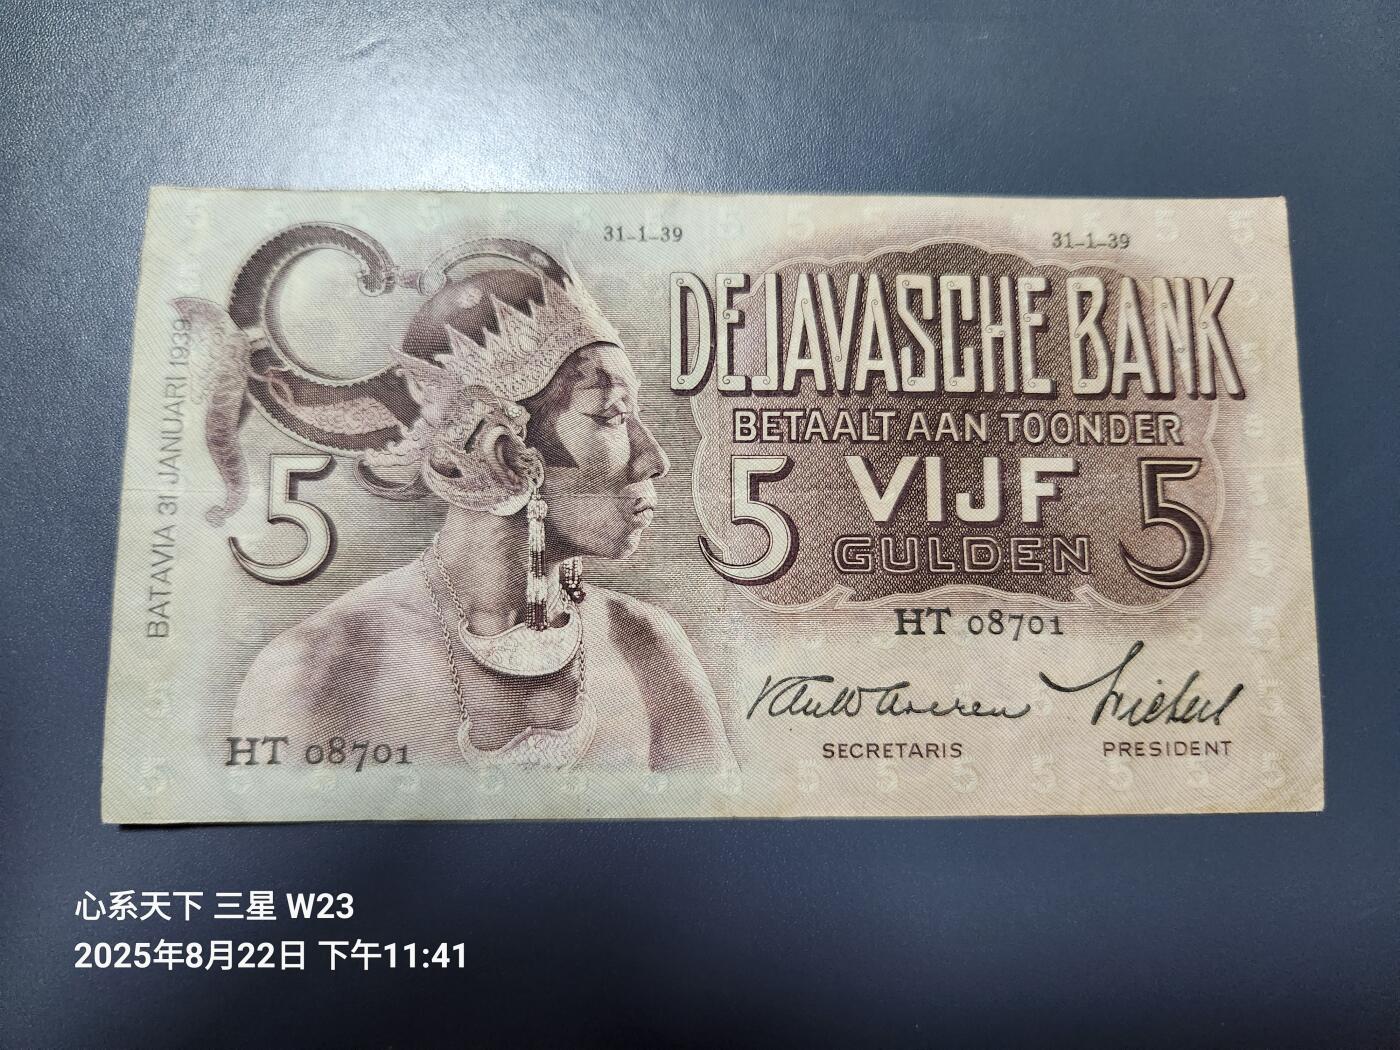 31-1-39
31-1-39
DE JAVASCHE BANK
BETAALT AAN TOONDER
5
5
VIJF
5
GULDEN
BATAVIA 31 JANUARI 1939
HT 08701
HT 08701
SECRETARIS
PRESIDENT
心系天下 三星 W23
2025年8月22日 下午11:41